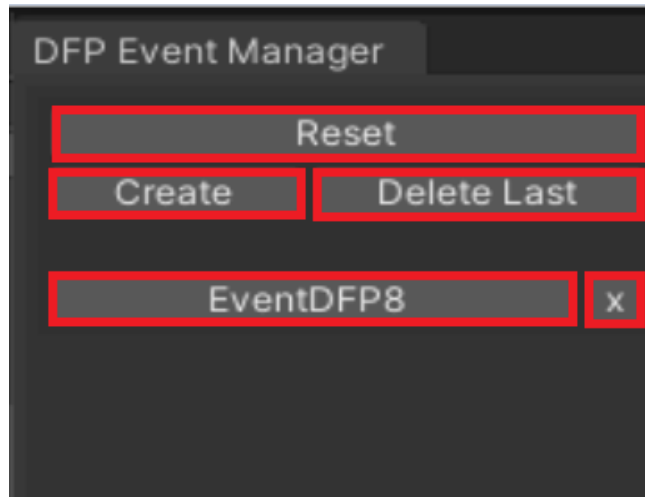 DFP Event Manager
Reset
Create Delete Last
EventDFP8 x